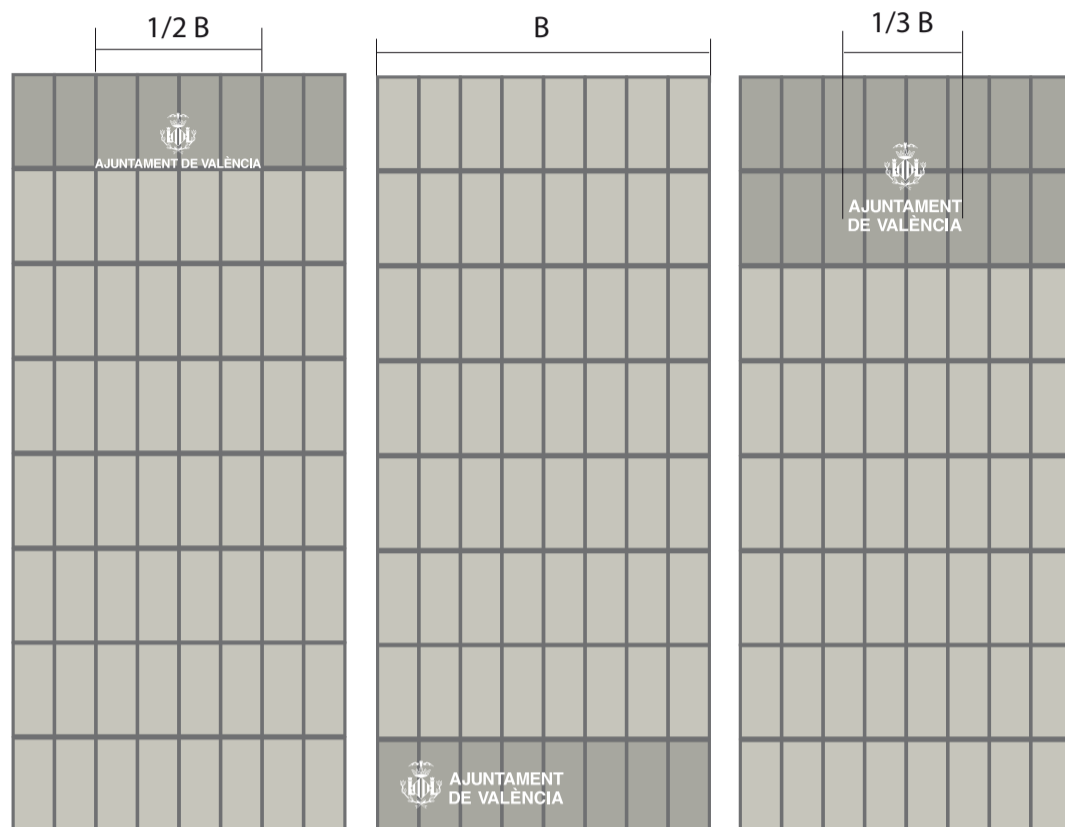 1/2 B
B
1/3 B
AJUNTAMENT DE VALÈNCIA
AJUNTAMENT
DE VALÈNCIA
AJUNTAMENT
DE VALÈNCIA